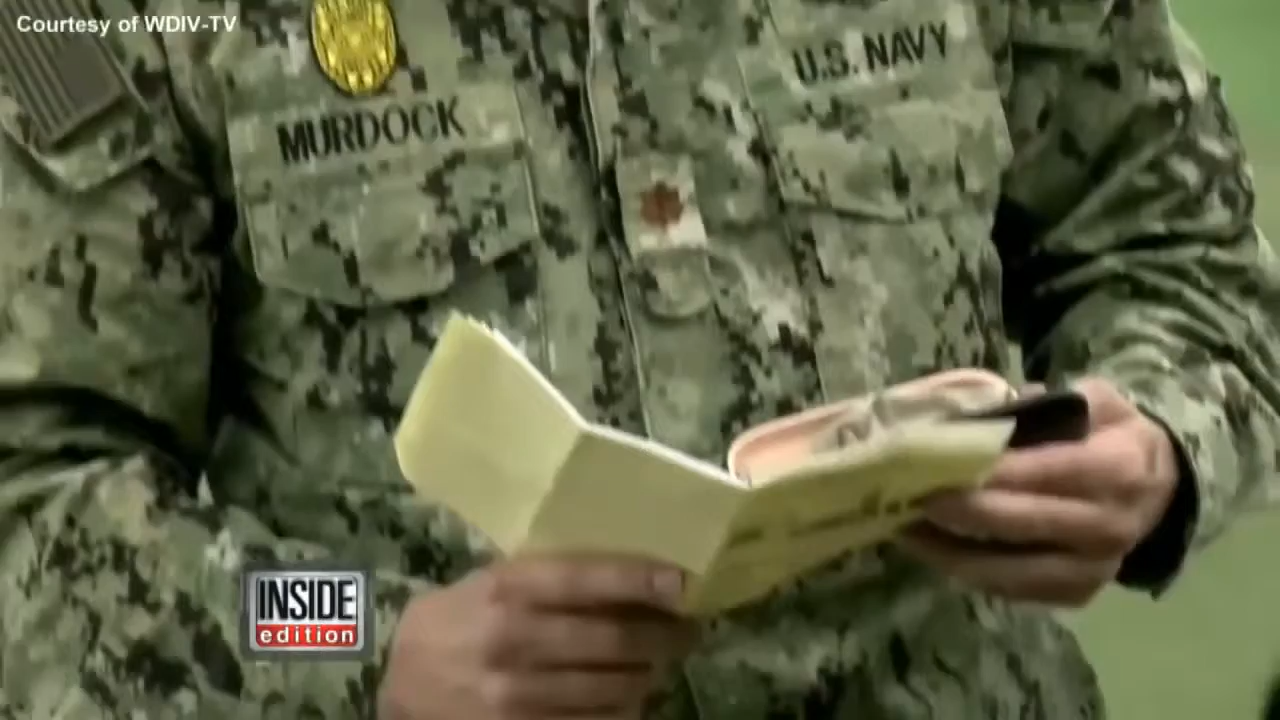 Courtesy of WDIV-TV
MURDOCK
U.S. NAVY
INSIDE
edition